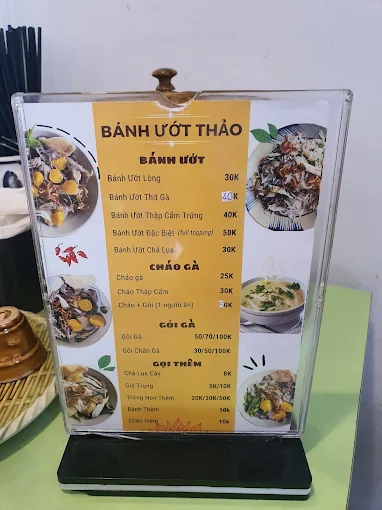 BÁNH ƯỚT THẢO
BÁNH ƯỚT
Bánh Ướt Lòng 30K
Bánh Ướt Thịt Gà 40K
Bánh Ướt Thập Cẩm Trứng 40K
Bánh Ướt Đặc Biệt (full topping) 50K
Bánh Ướt Chả Lụa 30K
CHÁO GÀ
Cháo gà 25K
Cháo Thập Cẩm 30K
Cháo + Gỏi (1 người ăn)
GỎI GÀ
Gỏi Gà 50/70/100K
Gỏi Chân Gà 30/50/100K
GỌI THÊM
Chả Lụa Cây 8K
Giò Trụng 5K/10K
Trứng Non Thêm 20K/30K/50K
Bánh Thêm 10k
Cháo thêm 10k